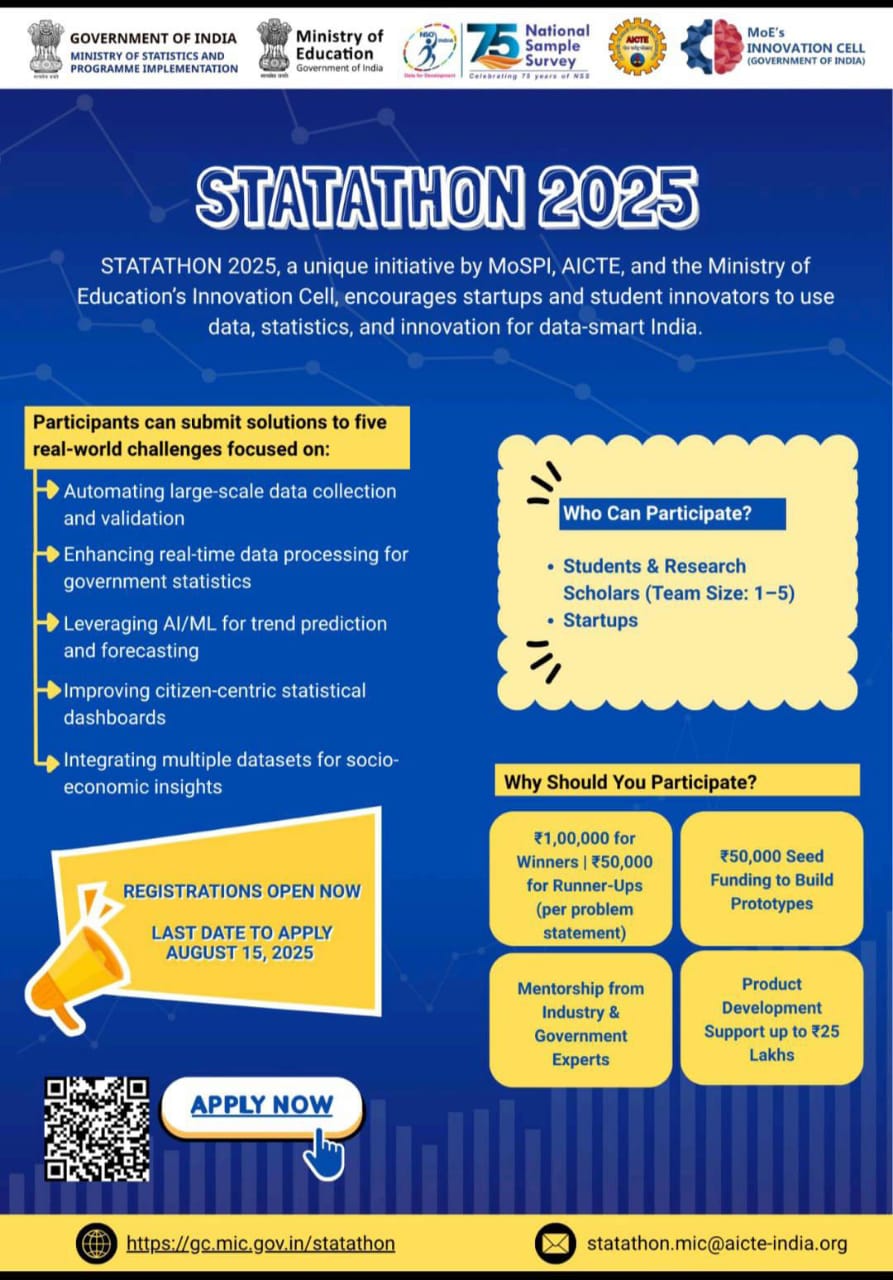 GOVERNMENT OF INDIA
MINISTRY OF STATISTICS AND
PROGRAMME IMPLEMENTATION
Ministry of
Education
Government of India
NSO
INDIA
Data for Development
75
National
Sample
Survey
Celebrating 75 years of NSS
AICTE
MoE's
INNOVATION CELL
(GOVERNMENT OF INDIA)
STATATHON 2025
STATATHON 2025, a unique initiative by MoSPI, AICTE, and the Ministry of
Education's Innovation Cell, encourages startups and student innovators to use
data, statistics, and innovation for data-smart India.
Participants can submit solutions to five
real-world challenges focused on:
Automating large-scale data collection
and validation
Enhancing real-time data processing for
government statistics
Leveraging AI/ML for trend prediction
and forecasting
Improving citizen-centric statistical
dashboards
Integrating multiple datasets for socio-
economic insights
Who Can Participate?
• Students & Research
Scholars (Team Size: 1–5)
• Startups
Why Should You Participate?
₹1,00,000 for
Winners | ₹50,000
for Runner-Ups
(per problem
statement)
₹50,000 Seed
Funding to Build
Prototypes
Mentorship from
Industry &
Government
Experts
Product
Development
Support up to ₹25
Lakhs
REGISTRATIONS OPEN NOW
LAST DATE TO APPLY
AUGUST 15, 2025
APPLY NOW
https://gc.mic.gov.in/statathon
statathon.mic@aicte-india.org